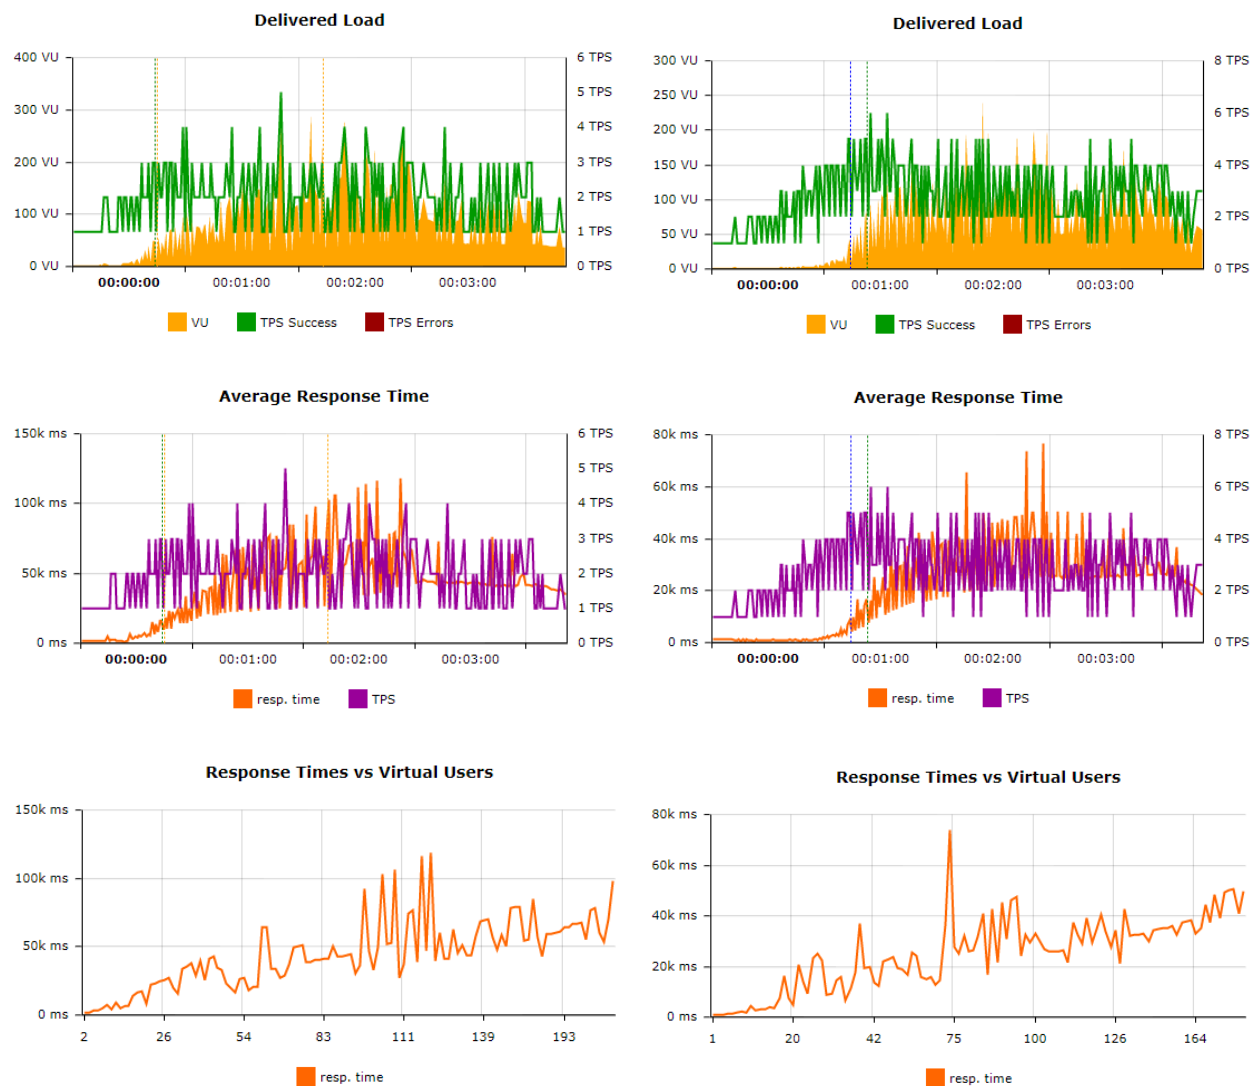 Delivered Load
400 VU
300 VU
200 VU
100 VU
0 VU
6 TPS
5 TPS
4 TPS
3 TPS
2 TPS
1 TPS
0 TPS
00:00:00 00:01:00 00:02:00 00:03:00
VU TPS Success TPS Errors
Delivered Load
300 VU
250 VU
200 VU
150 VU
100 VU
50 VU
0 VU
8 TPS
6 TPS
4 TPS
2 TPS
0 TPS
00:00:00 00:01:00 00:02:00 00:03:00
VU TPS Success TPS Errors
Average Response Time
150k ms
100k ms
50k ms
0 ms
6 TPS
5 TPS
4 TPS
3 TPS
2 TPS
1 TPS
0 TPS
00:00:00 00:01:00 00:02:00 00:03:00
resp. time TPS
Average Response Time
80k ms
60k ms
40k ms
20k ms
0 ms
8 TPS
6 TPS
4 TPS
2 TPS
0 TPS
00:00:00 00:01:00 00:02:00 00:03:00
resp. time TPS
Response Times vs Virtual Users
150k ms
100k ms
50k ms
0 ms
2 26 54 83 111 139 193
resp. time
Response Times vs Virtual Users
80k ms
60k ms
40k ms
20k ms
0 ms
1 20 42 75 100 126 164
resp. time